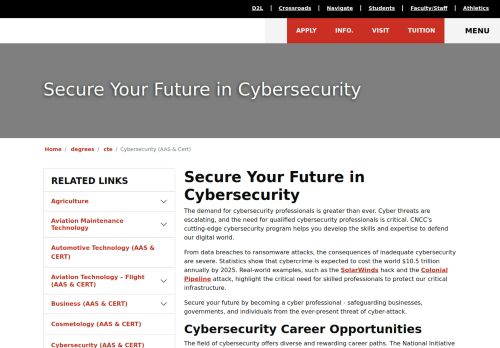 D2L | Crossroads | Navigate | Students | Faculty/Staff | Athletics
APPLY INFO. VISIT TUITION MENU
Secure Your Future in Cybersecurity
Home / degrees / cte / Cybersecurity (AAS & Cert)
RELATED LINKS
Agriculture
Aviation Maintenance
Technology
Automotive Technology (AAS &
CERT)
Aviation Technology – Flight
(AAS & CERT)
Business (AAS & CERT)
Cosmetology (AAS & CERT)
Cybersecurity (AAS & CERT)
Secure Your Future in
Cybersecurity
The demand for cybersecurity professionals is greater than ever. Cyber threats are
escalating, and the need for qualified cybersecurity professionals is critical. CNCC's
cutting-edge cybersecurity program helps you develop the skills and expertise to defend
our digital world.
From data breaches to ransomware attacks, the consequences of inadequate cybersecurity
are severe. Statistics show that cybercrime is expected to cost the world $10.5 trillion
annually by 2025. Real-world examples, such as the SolarWinds hack and the Colonial
Pipeline attack, highlight the critical need for skilled professionals to protect our critical
infrastructure.
Secure your future by becoming a cyber professional - safeguarding businesses,
governments, and individuals from the ever-present threat of cyber-attack.
Cybersecurity Career Opportunities
The field of cybersecurity offers diverse and rewarding career paths. The National Initiative